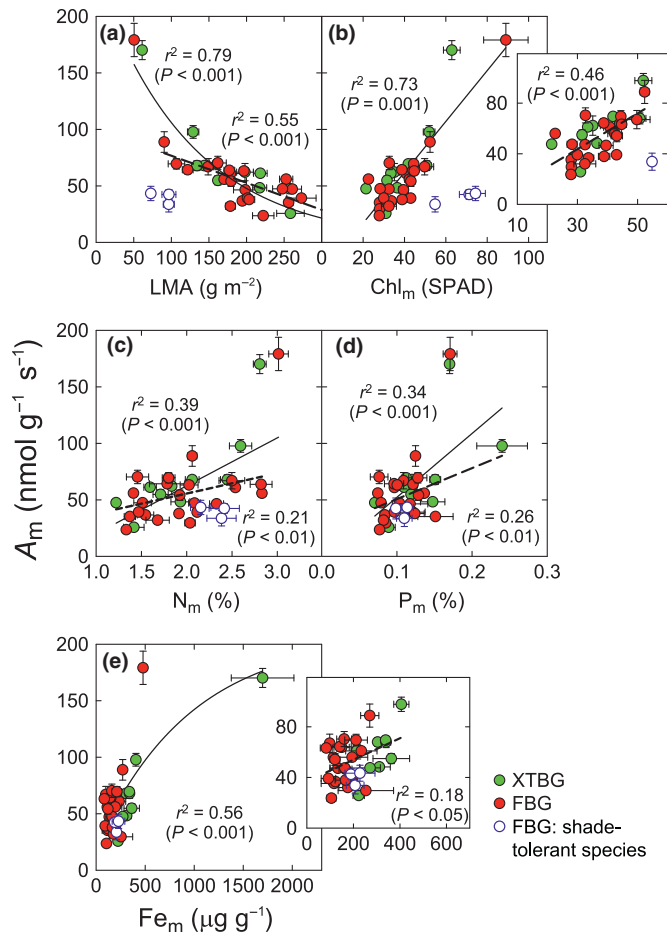 (a)
r² = 0.79
(P < 0.001)
r² = 0.55
(P < 0.001)
200
150
100
50
0
0 50 100 150 200 250
LMA (g m⁻²)
(b)
r² = 0.73
(P = 0.001)
0 20 40 60 80 100
Chlₘ (SPAD)
r² = 0.46
(P < 0.001)
80
40
0
10 30 50
Aₘ (nmol g⁻¹ s⁻¹)
(c)
r² = 0.39
(P < 0.001)
r² = 0.21
(P < 0.01)
200
150
100
50
0
1.0 1.5 2.0 2.5 3.0
Nₘ (%)
(d)
r² = 0.34
(P < 0.001)
r² = 0.26
(P < 0.01)
0.0 0.1 0.2 0.3
Pₘ (%)
(e)
r² = 0.56
(P < 0.001)
200
150
100
50
0
0 500 1000 1500 2000
Feₘ (µg g⁻¹)
80
40
0
r² = 0.18
(P < 0.05)
0 200 400 600
XTBG
FBG
FBG: shade-
tolerant species